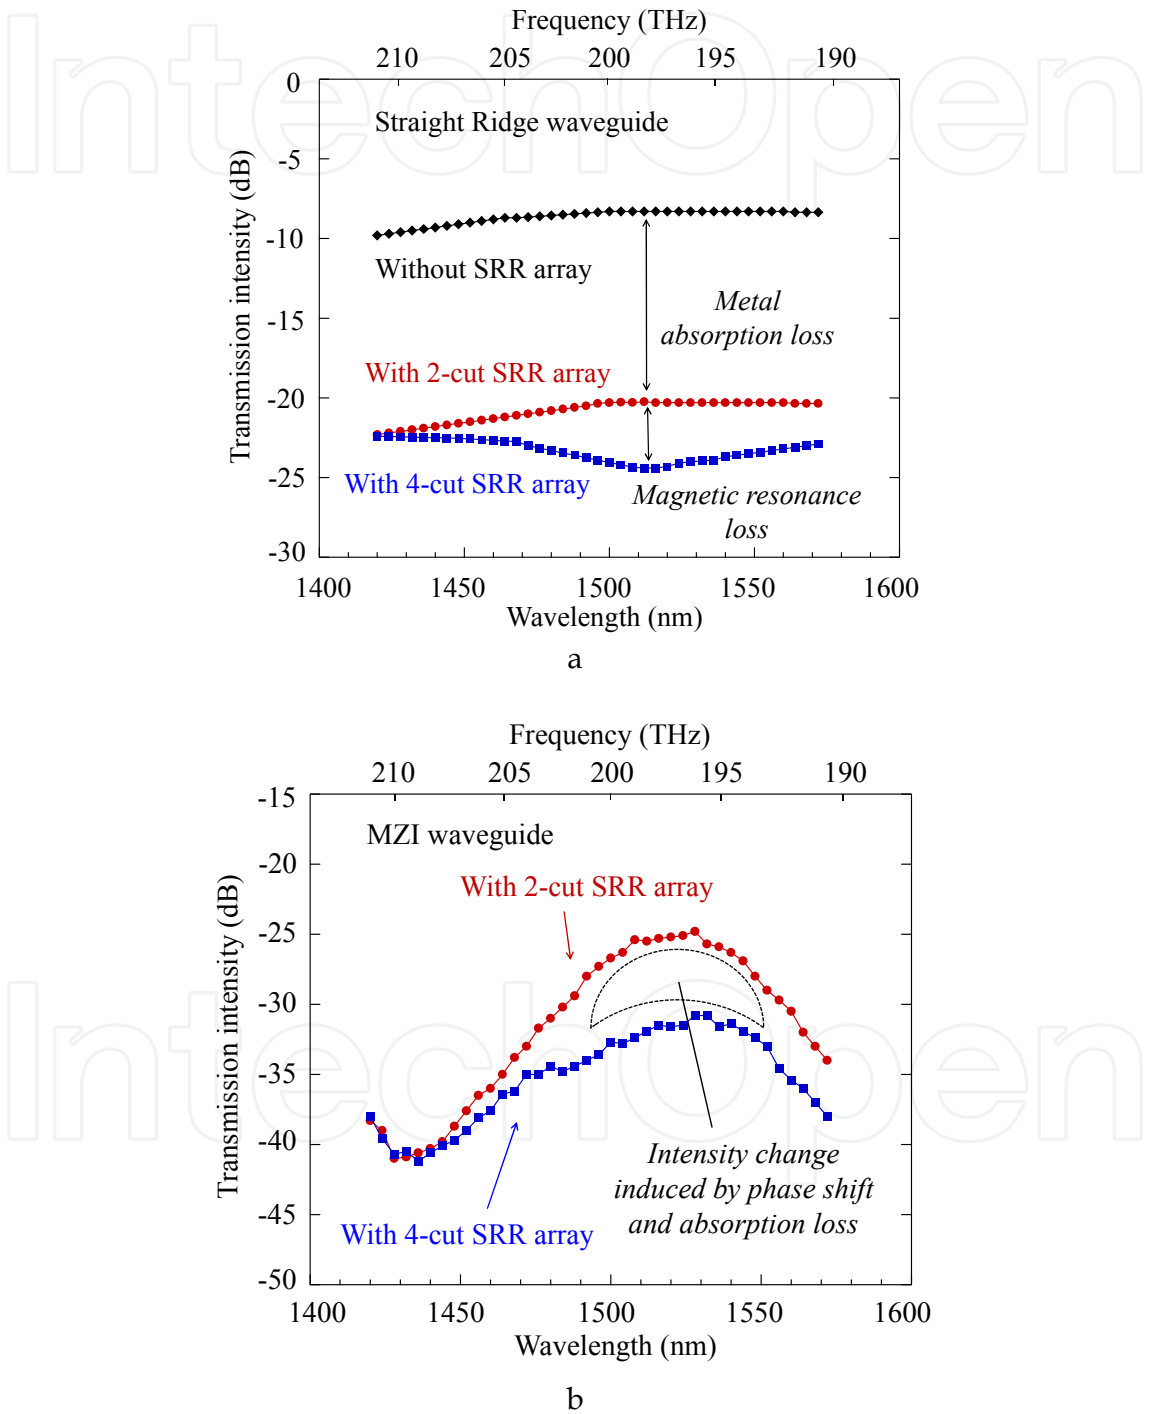 IntechOpen
Frequency (THz)
210 205 200 195 190
0
Straight Ridge waveguide
-5
-10
Without SRR array
Metal
absorption loss
-15
With 2-cut SRR array
-20
With 4-cut SRR array
-25
Magnetic resonance
loss
-30
Transmission intensity (dB)
1400 1450 1500 1550 1600
Wavelength (nm)
a
Frequency (THz)
210 205 200 195 190
-15
MZI waveguide
-20
With 2-cut SRR array
-25
-30
IntechOpen
-35
-40
Intensity change
induced by phase shift
and absorption loss
-45
With 4-cut SRR array
-50
Transmission intensity (dB)
1400 1450 1500 1550 1600
Wavelength (nm)
b